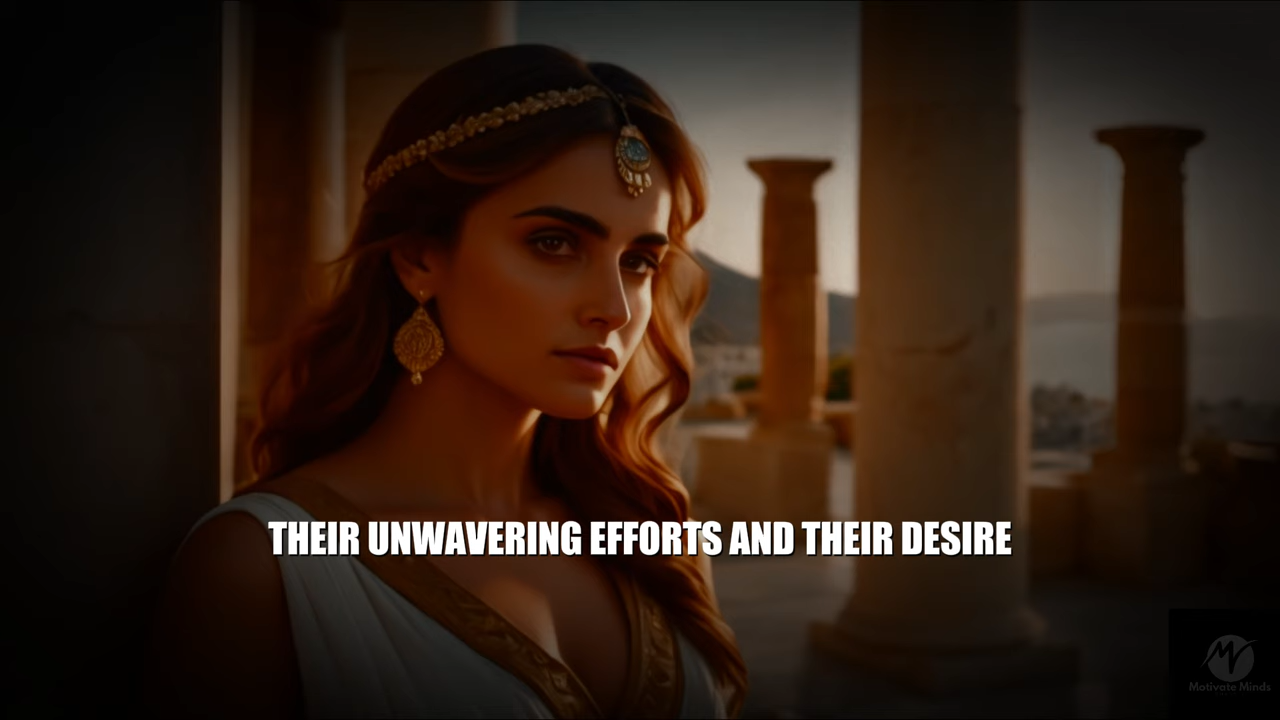 THEIR UNWAVERING EFFORTS AND THEIR DESIRE
Motivate Minds